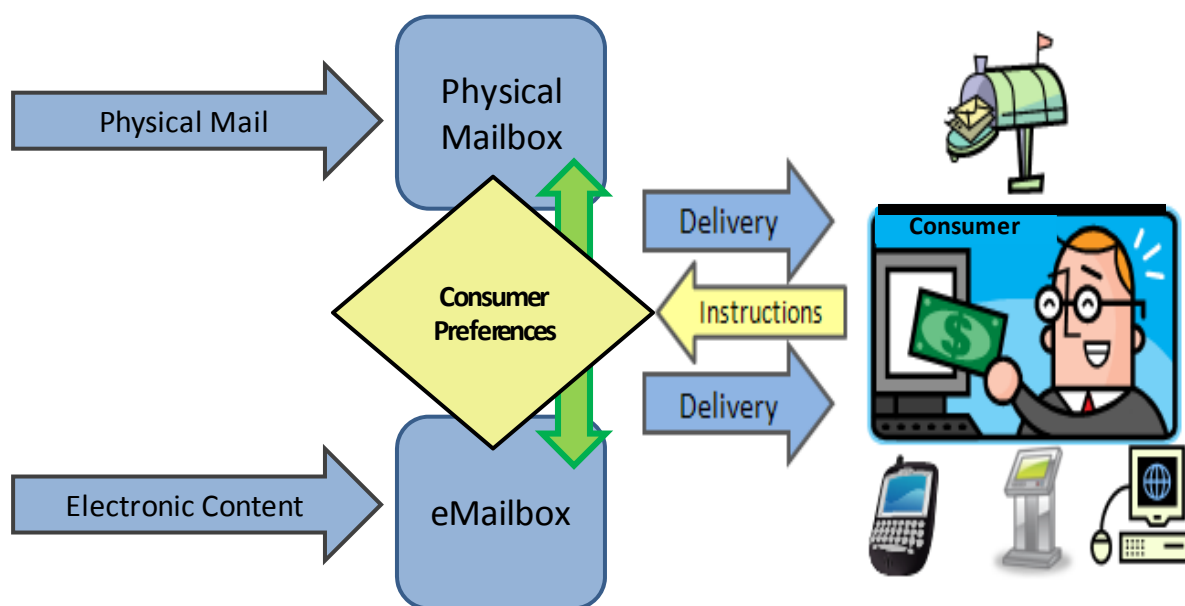 Physical Mail
Physical
Mailbox
Delivery
Consumer
Consumer
Preferences
Instructions
$
Delivery
Electronic Content
eMailbox